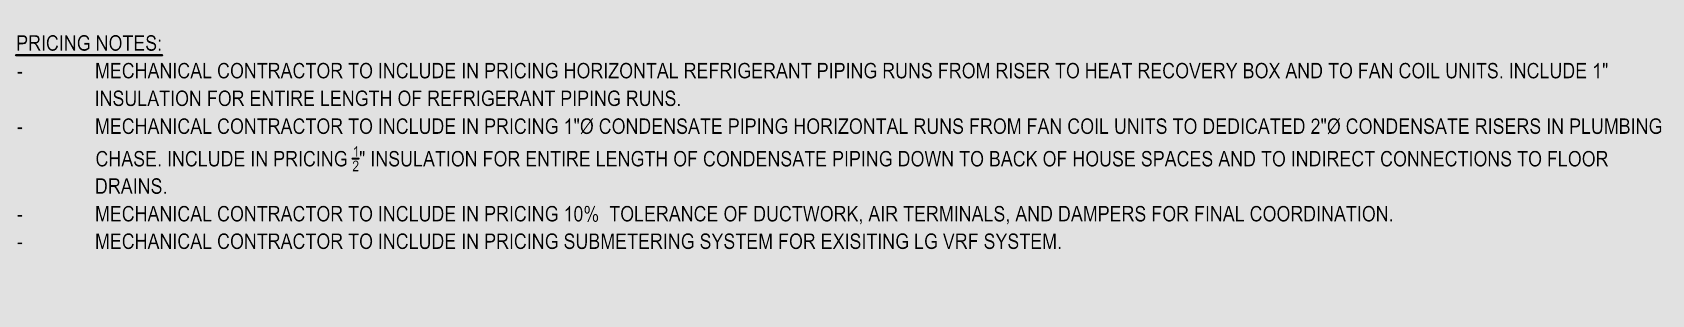 PRICING NOTES:
- MECHANICAL CONTRACTOR TO INCLUDE IN PRICING HORIZONTAL REFRIGERANT PIPING RUNS FROM RISER TO HEAT RECOVERY BOX AND TO FAN COIL UNITS. INCLUDE 1"
INSULATION FOR ENTIRE LENGTH OF REFRIGERANT PIPING RUNS.
- MECHANICAL CONTRACTOR TO INCLUDE IN PRICING 1"Ø CONDENSATE PIPING HORIZONTAL RUNS FROM FAN COIL UNITS TO DEDICATED 2"Ø CONDENSATE RISERS IN PLUMBING
CHASE. INCLUDE IN PRICING ½" INSULATION FOR ENTIRE LENGTH OF CONDENSATE PIPING DOWN TO BACK OF HOUSE SPACES AND TO INDIRECT CONNECTIONS TO FLOOR
DRAINS.
- MECHANICAL CONTRACTOR TO INCLUDE IN PRICING 10% TOLERANCE OF DUCTWORK, AIR TERMINALS, AND DAMPERS FOR FINAL COORDINATION.
- MECHANICAL CONTRACTOR TO INCLUDE IN PRICING SUBMETERING SYSTEM FOR EXISITING LG VRF SYSTEM.